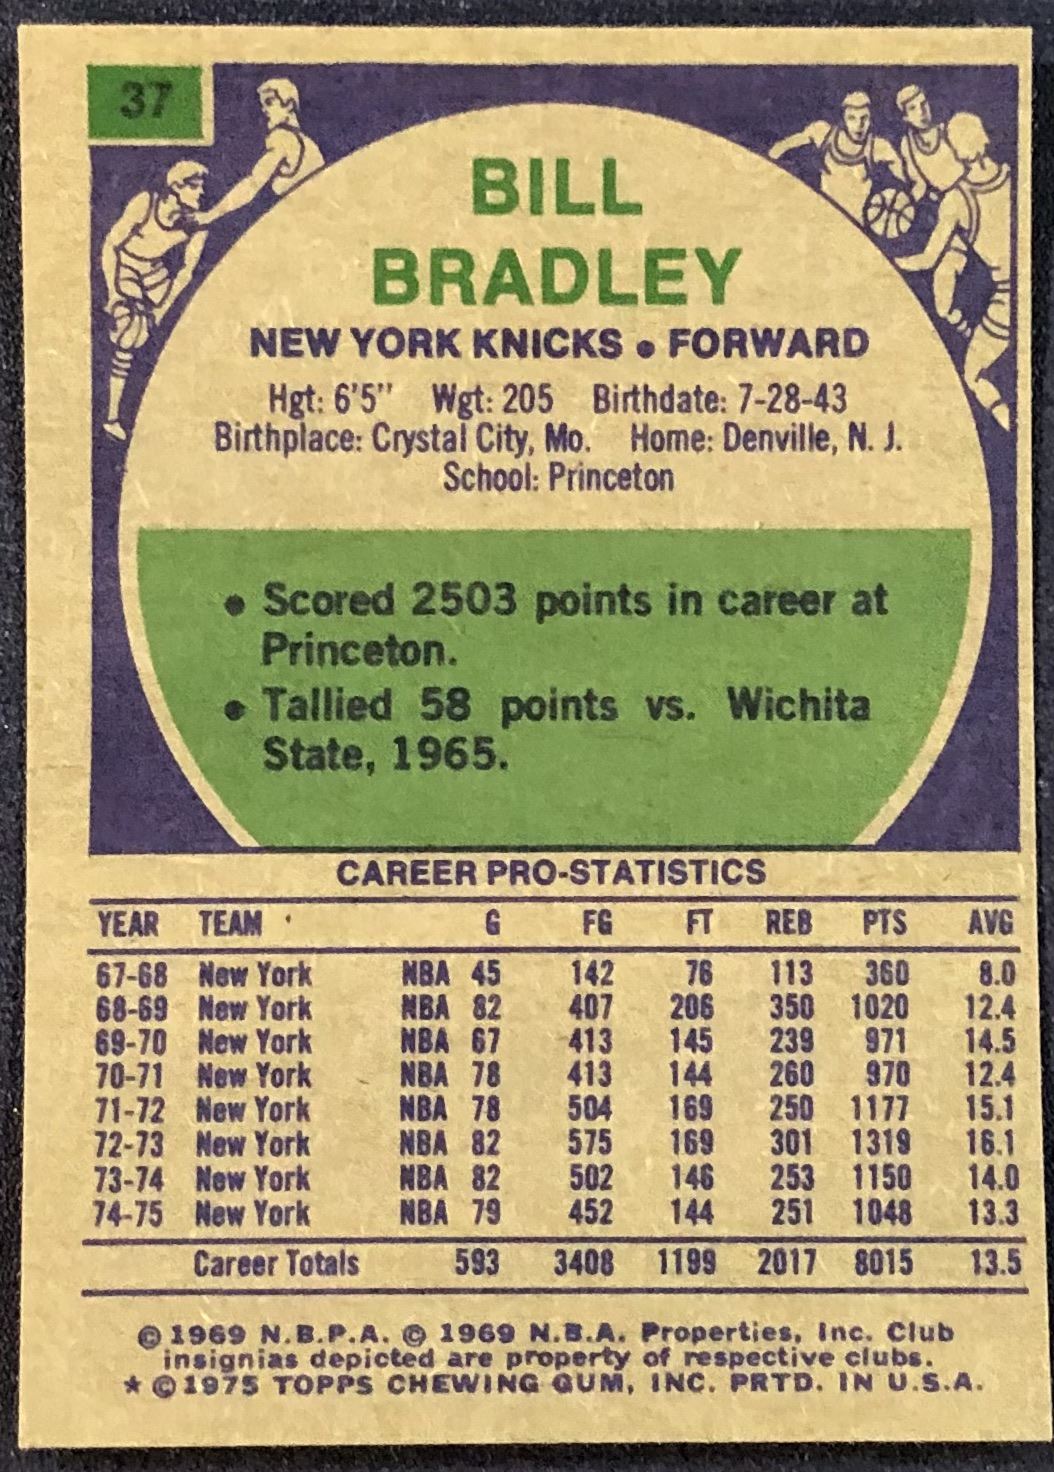 37
BILL
BRADLEY
NEW YORK KNICKS • FORWARD
Hgt: 6'5" Wgt: 205 Birthdate: 7-28-43
Birthplace: Crystal City, Mo. Home: Denville, N. J.
School: Princeton
• Scored 2503 points in career at
Princeton.
• Tallied 58 points vs. Wichita
State, 1965.
CAREER PRO-STATISTICS
YEAR TEAM G FG FT REB PTS AVG
67-68 New York NBA 45 142 76 113 360 8.0
68-69 New York NBA 82 407 206 350 1020 12.4
69-70 New York NBA 67 413 145 239 971 14.5
70-71 New York NBA 78 413 144 260 970 12.4
71-72 New York NBA 78 504 169 250 1177 15.1
72-73 New York NBA 82 575 169 301 1319 16.1
73-74 New York NBA 82 502 146 253 1150 14.0
74-75 New York NBA 79 452 144 251 1048 13.3
Career Totals 593 3408 1199 2017 8015 13.5
© 1969 N.B.P.A. © 1969 N.B.A. Properties, Inc. Club
insignias depicted are property of respective clubs.
★ © 1975 TOPPS CHEWING GUM, INC. PRTD. IN U.S.A.